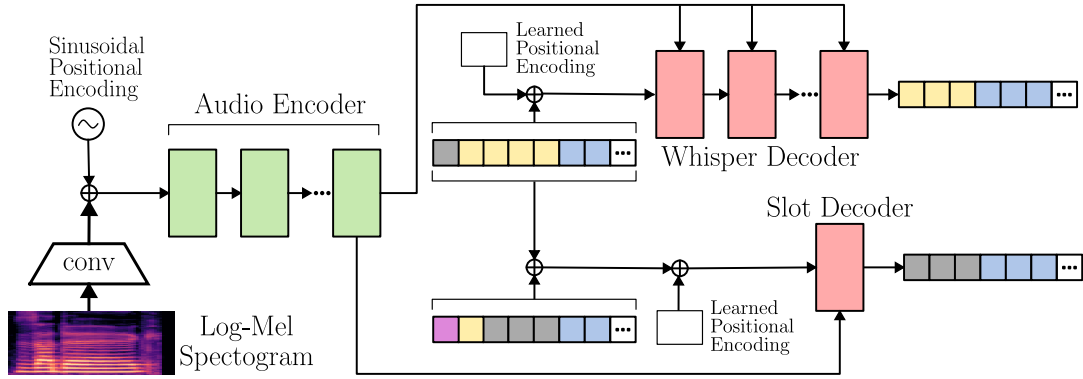 Sinusoidal
Positional
Encoding
Audio Encoder
conv
Log-Mel
Spectogram
Learned
Positional
Encoding
Whisper Decoder
Slot Decoder
Learned
Positional
Encoding